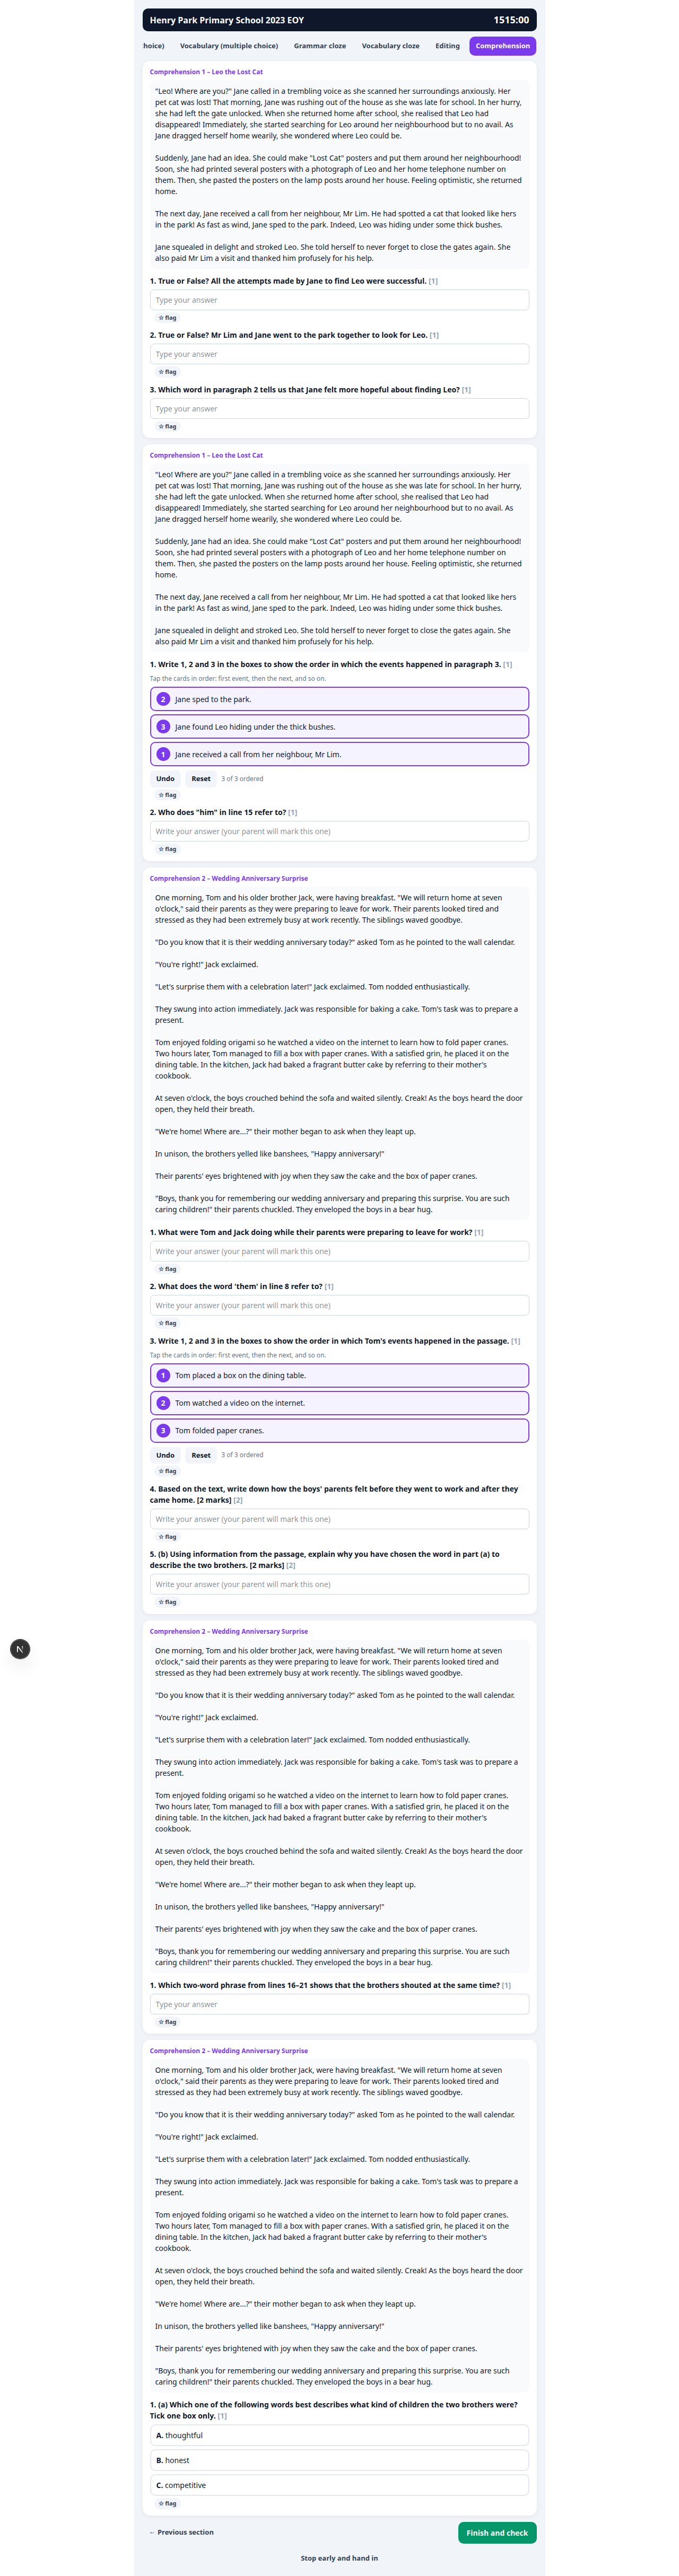 Henry Park Primary School 2023 EOY 1515:00
hoice) Vocabulary (multiple choice) Grammar cloze Vocabulary cloze Editing Comprehension
Comprehension 1 – Leo the Lost Cat
"Leo! Where are you?" Jane called in a trembling voice as she scanned her surroundings anxiously. Her
pet cat was lost! That morning, Jane was rushing out of the house as she was late for school. In her hurry,
she had left the gate unlocked. When she returned home after school, she realised that Leo had
disappeared! Immediately, she started searching for Leo around her neighbourhood but to no avail. As
Jane dragged herself home wearily, she wondered where Leo could be.
Suddenly, Jane had an idea. She could make "Lost Cat" posters and put them around her neighbourhood!
Soon, she had printed several posters with a photograph of Leo and her home telephone number on
them. Then, she pasted the posters on the lamp posts around her house. Feeling optimistic, she returned
home.
The next day, Jane received a call from her neighbour, Mr Lim. He had spotted a cat that looked like hers
in the park! As fast as wind, Jane sped to the park. Indeed, Leo was hiding under some thick bushes.
Jane squealed in delight and stroked Leo. She told herself to never forget to close the gates again. She
also paid Mr Lim a visit and thanked him profusely for his help.
1. True or False? All the attempts made by Jane to find Leo were successful. [1]
Type your answer
☆ flag
2. True or False? Mr Lim and Jane went to the park together to look for Leo. [1]
Type your answer
☆ flag
3. Which word in paragraph 2 tells us that Jane felt more hopeful about finding Leo? [1]
Type your answer
☆ flag
Comprehension 1 – Leo the Lost Cat
"Leo! Where are you?" Jane called in a trembling voice as she scanned her surroundings anxiously. Her
pet cat was lost! That morning, Jane was rushing out of the house as she was late for school. In her hurry,
she had left the gate unlocked. When she returned home after school, she realised that Leo had
disappeared! Immediately, she started searching for Leo around her neighbourhood but to no avail. As
Jane dragged herself home wearily, she wondered where Leo could be.
Suddenly, Jane had an idea. She could make "Lost Cat" posters and put them around her neighbourhood!
Soon, she had printed several posters with a photograph of Leo and her home telephone number on
them. Then, she pasted the posters on the lamp posts around her house. Feeling optimistic, she returned
home.
The next day, Jane received a call from her neighbour, Mr Lim. He had spotted a cat that looked like hers
in the park! As fast as wind, Jane sped to the park. Indeed, Leo was hiding under some thick bushes.
Jane squealed in delight and stroked Leo. She told herself to never forget to close the gates again. She
also paid Mr Lim a visit and thanked him profusely for his help.
1. Write 1, 2 and 3 in the boxes to show the order in which the events happened in paragraph 3. [1]
Tap the cards in order: first event, then the next, and so on.
2 Jane sped to the park.
3 Jane found Leo hiding under the thick bushes.
1 Jane received a call from her neighbour, Mr Lim.
Undo Reset 3 of 3 ordered
☆ flag
2. Who does "him" in line 15 refer to? [1]
Write your answer (your parent will mark this one)
☆ flag
Comprehension 2 – Wedding Anniversary Surprise
One morning, Tom and his older brother Jack, were having breakfast. "We will return home at seven
o'clock," said their parents as they were preparing to leave for work. Their parents looked tired and
stressed as they had been extremely busy at work recently. The siblings waved goodbye.
"Do you know that it is their wedding anniversary today?" asked Tom as he pointed to the wall calendar.
"You're right!" Jack exclaimed.
"Let's surprise them with a celebration later!" Jack exclaimed. Tom nodded enthusiastically.
They swung into action immediately. Jack was responsible for baking a cake. Tom's task was to prepare a
present.
Tom enjoyed folding origami so he watched a video on the internet to learn how to fold paper cranes.
Two hours later, Tom managed to fill a box with paper cranes. With a satisfied grin, he placed it on the
dining table. In the kitchen, Jack had baked a fragrant butter cake by referring to their mother's
cookbook.
At seven o'clock, the boys crouched behind the sofa and waited silently. Creak! As the boys heard the door
open, they held their breath.
"We're home! Where are...?" their mother began to ask when they leapt up.
In unison, the brothers yelled like banshees, "Happy anniversary!"
Their parents' eyes brightened with joy when they saw the cake and the box of paper cranes.
"Boys, thank you for remembering our wedding anniversary and preparing this surprise. You are such
caring children!" their parents chuckled. They enveloped the boys in a bear hug.
1. What were Tom and Jack doing while their parents were preparing to leave for work? [1]
Write your answer (your parent will mark this one)
☆ flag
2. What does the word 'them' in line 8 refer to? [1]
Write your answer (your parent will mark this one)
☆ flag
3. Write 1, 2 and 3 in the boxes to show the order in which Tom's events happened in the passage. [1]
Tap the cards in order: first event, then the next, and so on.
1 Tom placed a box on the dining table.
2 Tom watched a video on the internet.
3 Tom folded paper cranes.
Undo Reset 3 of 3 ordered
☆ flag
4. Based on the text, write down how the boys' parents felt before they went to work and after they
came home. [2 marks] [2]
Write your answer (your parent will mark this one)
☆ flag
5. (b) Using information from the passage, explain why you have chosen the word in part (a) to
describe the two brothers. [2 marks] [2]
Write your answer (your parent will mark this one)
☆ flag
N
Comprehension 2 – Wedding Anniversary Surprise
One morning, Tom and his older brother Jack, were having breakfast. "We will return home at seven
o'clock," said their parents as they were preparing to leave for work. Their parents looked tired and
stressed as they had been extremely busy at work recently. The siblings waved goodbye.
"Do you know that it is their wedding anniversary today?" asked Tom as he pointed to the wall calendar.
"You're right!" Jack exclaimed.
"Let's surprise them with a celebration later!" Jack exclaimed. Tom nodded enthusiastically.
They swung into action immediately. Jack was responsible for baking a cake. Tom's task was to prepare a
present.
Tom enjoyed folding origami so he watched a video on the internet to learn how to fold paper cranes.
Two hours later, Tom managed to fill a box with paper cranes. With a satisfied grin, he placed it on the
dining table. In the kitchen, Jack had baked a fragrant butter cake by referring to their mother's
cookbook.
At seven o'clock, the boys crouched behind the sofa and waited silently. Creak! As the boys heard the door
open, they held their breath.
"We're home! Where are...?" their mother began to ask when they leapt up.
In unison, the brothers yelled like banshees, "Happy anniversary!"
Their parents' eyes brightened with joy when they saw the cake and the box of paper cranes.
"Boys, thank you for remembering our wedding anniversary and preparing this surprise. You are such
caring children!" their parents chuckled. They enveloped the boys in a bear hug.
1. Which two-word phrase from lines 16–21 shows that the brothers shouted at the same time? [1]
Type your answer
☆ flag
Comprehension 2 – Wedding Anniversary Surprise
One morning, Tom and his older brother Jack, were having breakfast. "We will return home at seven
o'clock," said their parents as they were preparing to leave for work. Their parents looked tired and
stressed as they had been extremely busy at work recently. The siblings waved goodbye.
"Do you know that it is their wedding anniversary today?" asked Tom as he pointed to the wall calendar.
"You're right!" Jack exclaimed.
"Let's surprise them with a celebration later!" Jack exclaimed. Tom nodded enthusiastically.
They swung into action immediately. Jack was responsible for baking a cake. Tom's task was to prepare a
present.
Tom enjoyed folding origami so he watched a video on the internet to learn how to fold paper cranes.
Two hours later, Tom managed to fill a box with paper cranes. With a satisfied grin, he placed it on the
dining table. In the kitchen, Jack had baked a fragrant butter cake by referring to their mother's
cookbook.
At seven o'clock, the boys crouched behind the sofa and waited silently. Creak! As the boys heard the door
open, they held their breath.
"We're home! Where are...?" their mother began to ask when they leapt up.
In unison, the brothers yelled like banshees, "Happy anniversary!"
Their parents' eyes brightened with joy when they saw the cake and the box of paper cranes.
"Boys, thank you for remembering our wedding anniversary and preparing this surprise. You are such
caring children!" their parents chuckled. They enveloped the boys in a bear hug.
1. (a) Which one of the following words best describes what kind of children the two brothers were?
Tick one box only. [1]
A. thoughtful
B. honest
C. competitive
☆ flag
← Previous section Finish and check
Stop early and hand in